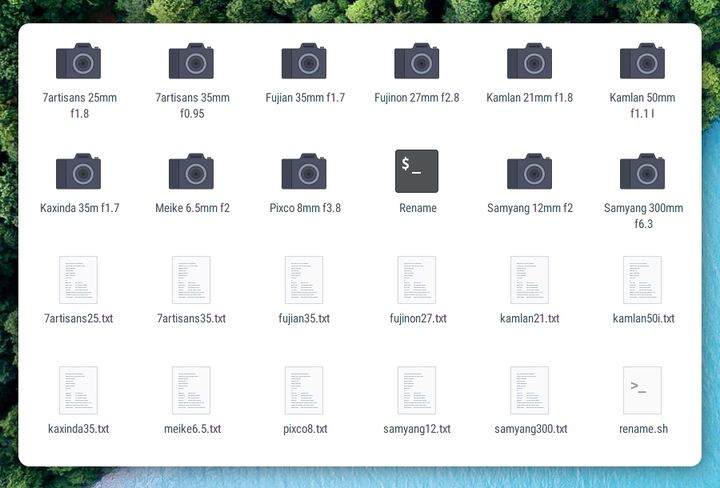 7artisans 25mm
f1.8
7artisans 35mm
f0.95
Fujian 35mm f1.7
Fujinon 27mm f2.8
Kamlan 21mm f1.8
Kamlan 50mm
f1.1 I
Kaxinda 35m f1.7
Meike 6.5mm f2
Pixco 8mm f3.8
$_
Rename
Samyang 12mm f2
Samyang 300mm
f6.3
7artisans25.txt
7artisans35.txt
fujian35.txt
fujinon27.txt
kamlan21.txt
kamlan50i.txt
kaxinda35.txt
meike6.5.txt
pixco8.txt
samyang12.txt
samyang300.txt
>_
rename.sh